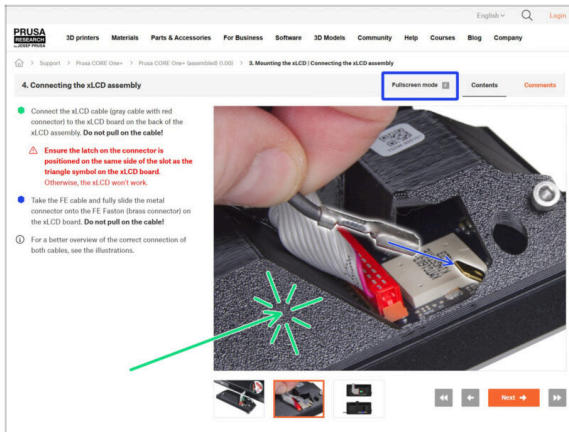 English
Login
PRUSA
RESEARCH
by JOSEF PRUSA
3D printers Materials Parts & Accessories For Business Software 3D Models Community Help Courses Blog Company
Support > Prusa CORE One+ > Prusa CORE One+ (assembled) (1.00) > 3. Mounting the xLCD | Connecting the xLCD assembly
4. Connecting the xLCD assembly
Fullscreen mode
Contents
Comments
Connect the xLCD cable (gray cable with red
connector) to the xLCD board on the back of the
xLCD assembly. Do not pull on the cable!
Ensure the latch on the connector is
positioned on the same side of the slot as the
triangle symbol on the xLCD board.
Otherwise, the xLCD won't work.
Take the FE cable and fully slide the metal
connector onto the FE Faston (brass connector) on
the xLCD board. Do not pull on the cable!
For a better overview of the correct connection of
both cables, see the illustrations.
Next